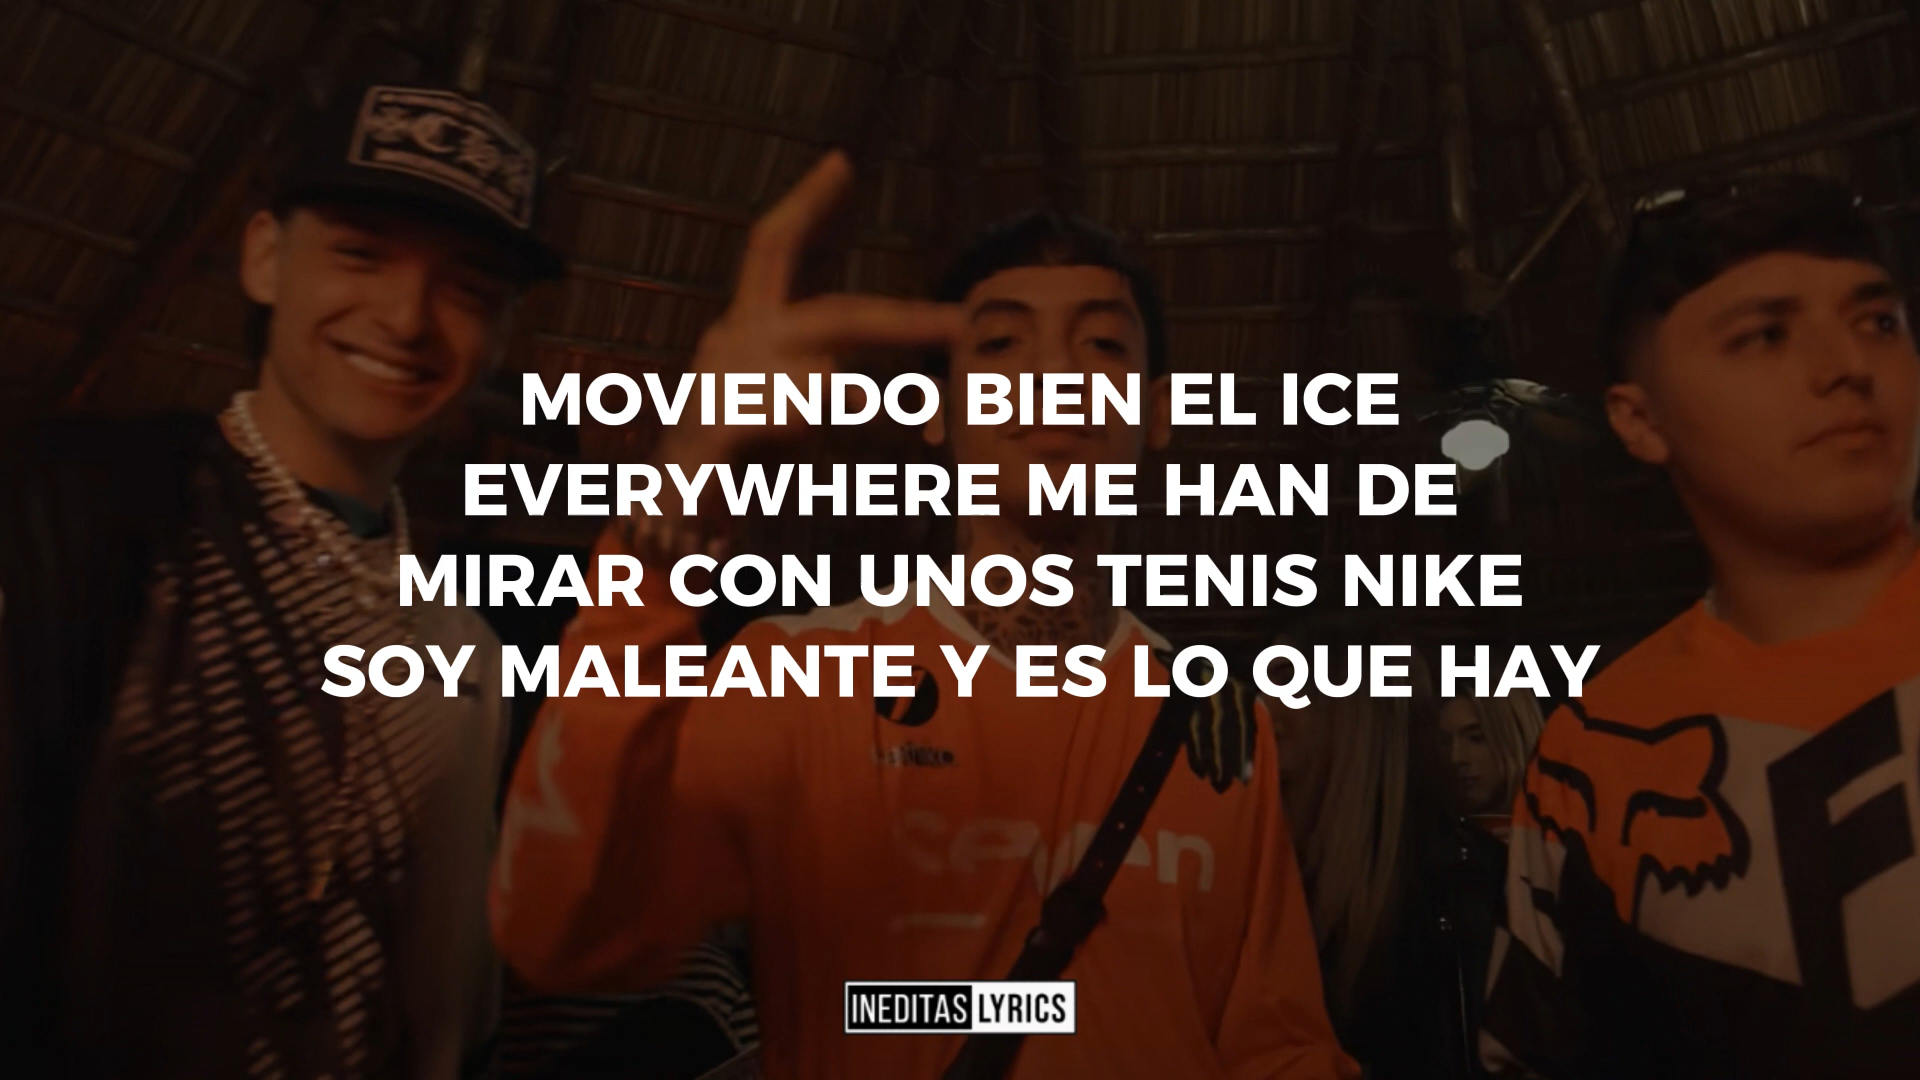 MOVIENDO BIEN EL ICE
EVERYWHERE ME HAN DE
MIRAR CON UNOS TENIS NIKE
SOY MALEANTE Y ES LO QUE HAY
INEDITAS LYRICS